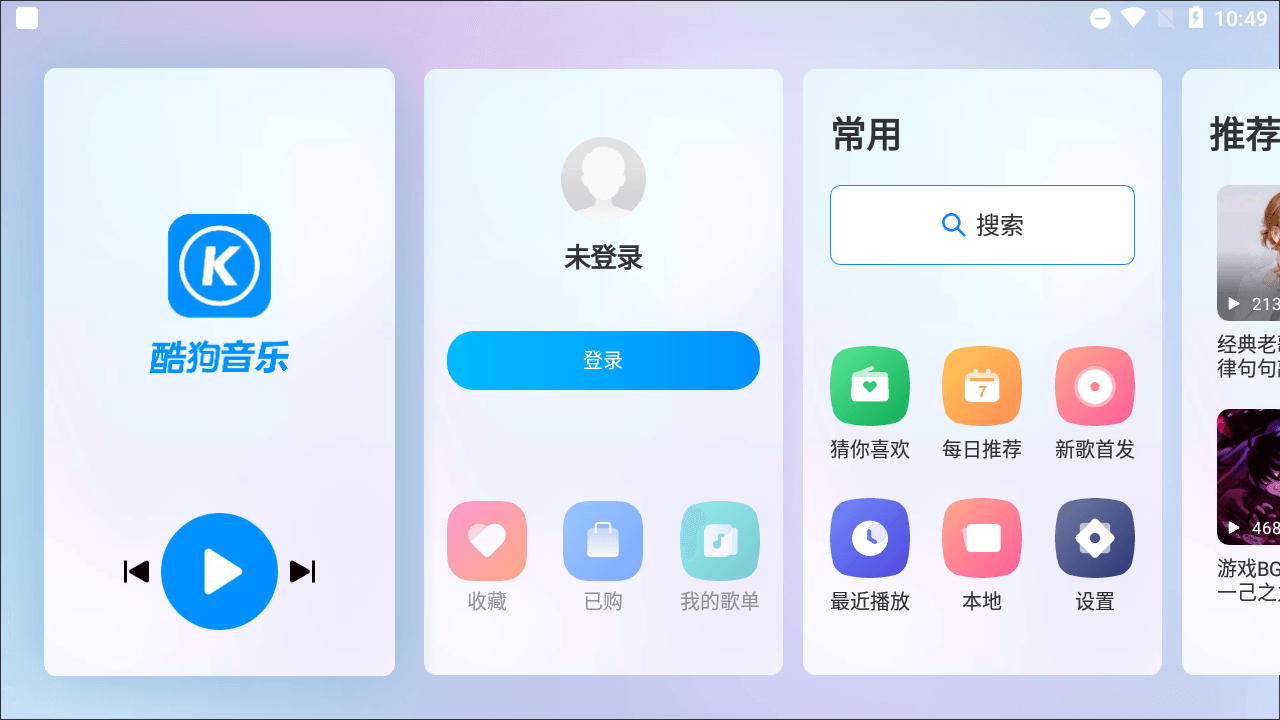 10:49
酷狗音乐
未登录
登录
收藏
已购
我的歌单
常用
搜索
7
猜你喜欢
每日推荐
新歌首发
最近播放
本地
设置
推荐
213
经典老
律句句
468
游戏BG
一己之